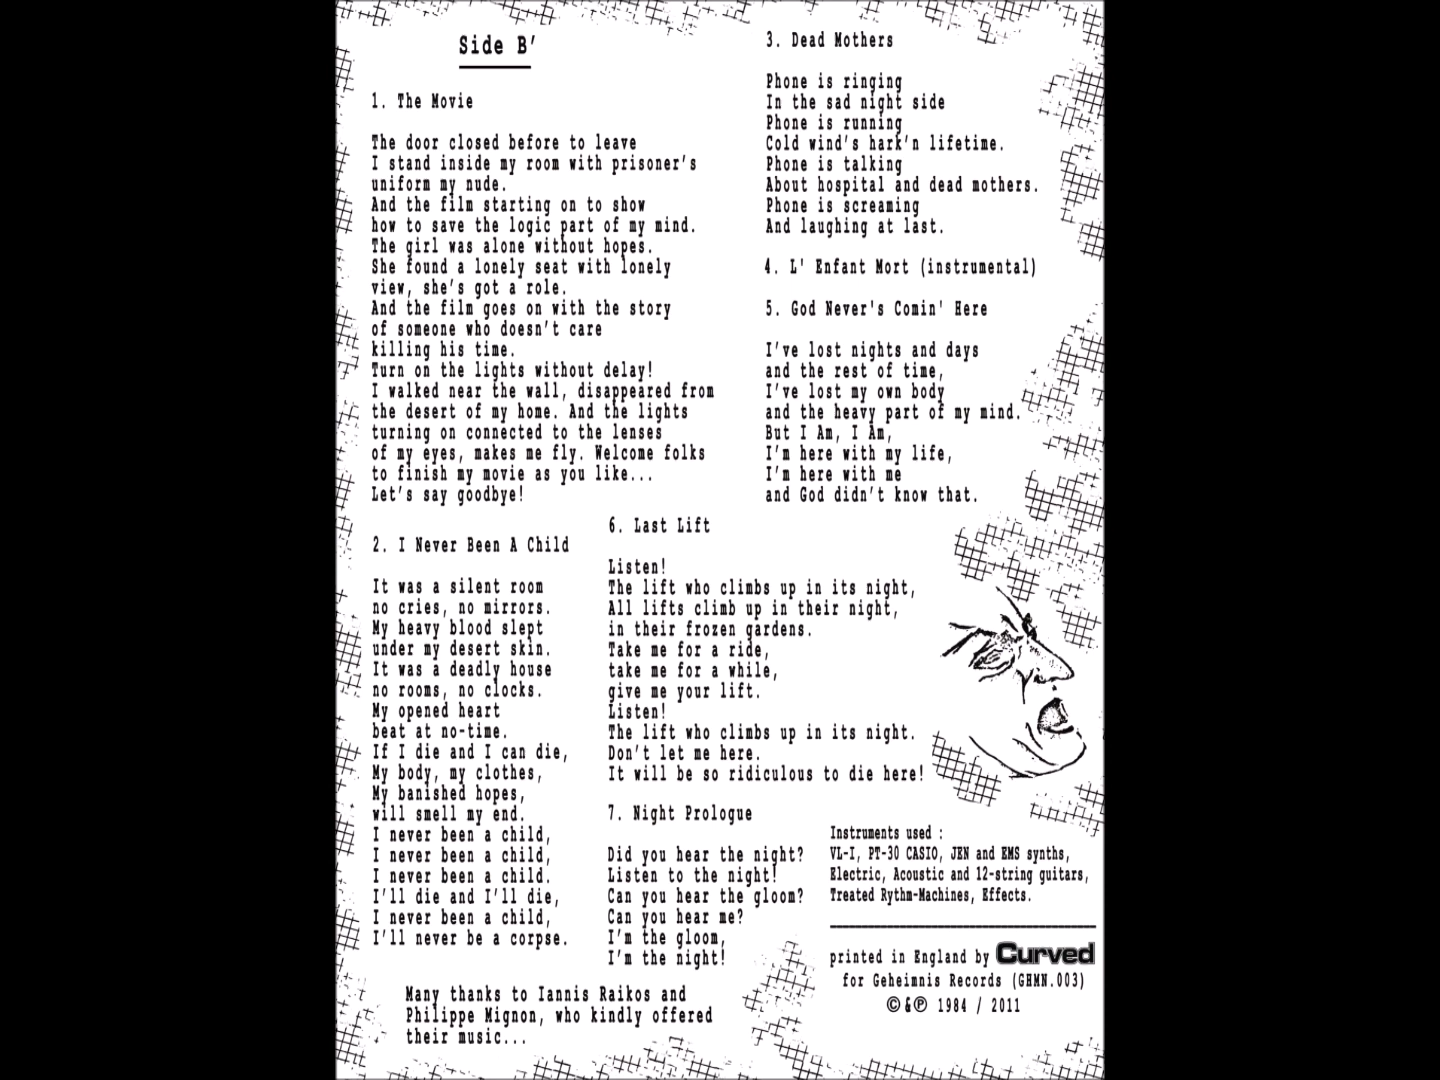 Side B'
1. The Movie
The door closed before to leave
I stand inside my room with prisoner's
uniform my nude.
And the film starting on to show
how to save the logic part of my mind.
The girl was alone without hopes.
She found a lonely seat with lonely
view, she's got a role.
And the film goes on with the story
of someone who doesn't care
killing his time.
Turn on the lights without delay!
I walked near the wall, disappeared from
the desert of my home. And the lights
turning on connected to the lenses
of my eyes, makes me fly. Welcome folks
to finish my movie as you like...
Let's say goodbye!
2. I Never Been A Child
It was a silent room
no cries, no mirrors.
My heavy blood slept
under my desert skin.
It was a deadly house
no rooms, no clocks.
My opened heart
beat at no-time.
If I die and I can die,
My body, my clothes,
My banished hopes,
will smell my end.
I never been a child,
I never been a child,
I never been a child.
I'll die and I'll die,
I never been a child,
I'll never be a corpse.
3. Dead Mothers
Phone is ringing
In the sad night side
Phone is running
Cold wind's hark'n lifetime.
Phone is talking
About hospital and dead mothers.
Phone is screaming
And laughing at last.
4. L' Enfant Mort (instrumental)
5. God Never's Comin' Here
I've lost nights and days
and the rest of time,
I've lost my own body
and the heavy part of my mind.
But I Am, I Am,
I'm here with my life,
I'm here with me
and God didn't know that.
6. Last Lift
Listen!
The lift who climbs up in its night,
All lifts climb up in their night,
in their frozen gardens.
Take me for a ride,
take me for a while,
give me your lift.
Listen!
The lift who climbs up in its night.
Don't let me here.
It will be so ridiculous to die here!
7. Night Prologue
Did you hear the night?
Listen to the night!
Can you hear the gloom?
Can you hear me?
I'm the gloom,
I'm the night!
Many thanks to Iannis Raikos and
Philippe Mignon, who kindly offered
their music...
Instruments used :
VL-I, PT-30 CASIO, JEN and EMS synths,
Electric, Acoustic and 12-string guitars,
Treated Rythm-Machines, Effects.
printed in England by Curved
for Geheimnis Records (GHMN.003)
©&℗ 1984 / 2011